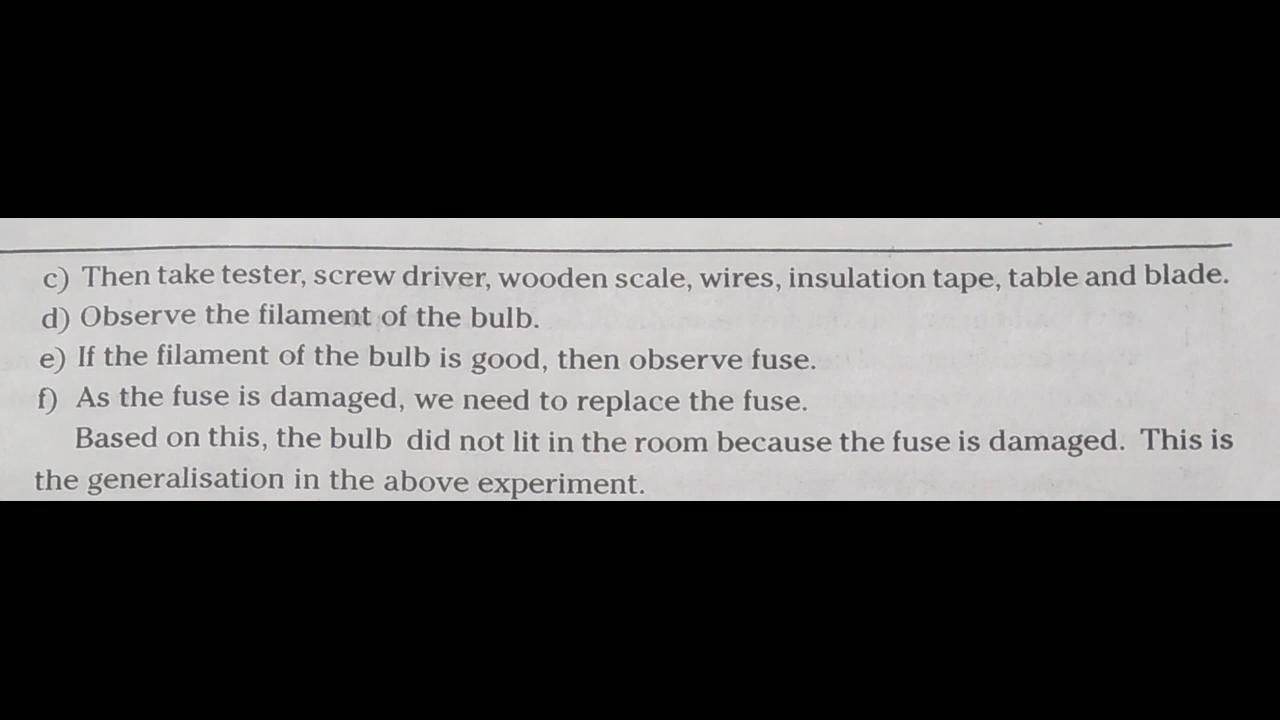 c) Then take tester, screw driver, wooden scale, wires, insulation tape, table and blade.
d) Observe the filament of the bulb.
e) If the filament of the bulb is good, then observe fuse.
f) As the fuse is damaged, we need to replace the fuse.
Based on this, the bulb did not lit in the room because the fuse is damaged. This is
the generalisation in the above experiment.